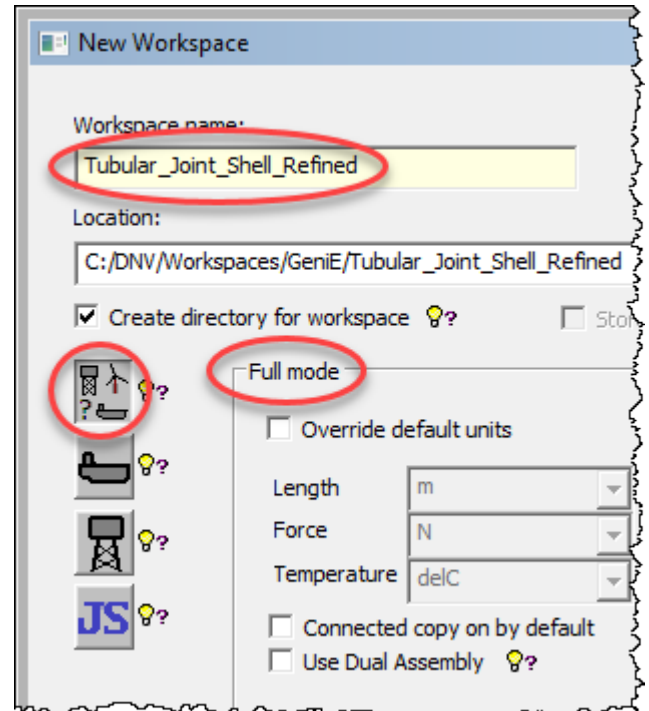 New Workspace
Workspace name:
Tubular_Joint_Shell_Refined
Location:
C:/DNV/Workspaces/GeniE/Tubular_Joint_Shell_Refined
Create directory for workspace
Full mode
Override default units
Length m
Force N
Temperature delC
JS
Connected copy on by default
Use Dual Assembly